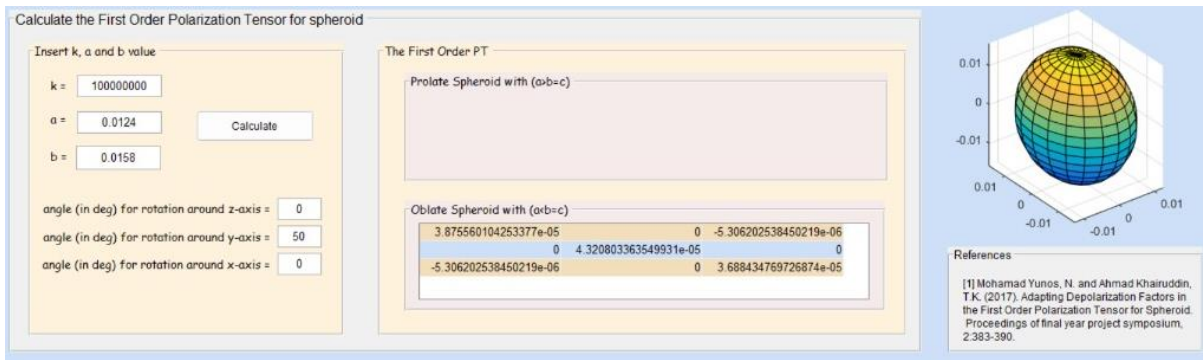 Calculate the First Order Polarization Tensor for spheroid
Insert k, a and b value
k = 100000000
a = 0.0124
Calculate
b = 0.0158
angle (in deg) for rotation around z-axis = 0
angle (in deg) for rotation around y-axis = 50
angle (in deg) for rotation around x-axis = 0
The First Order PT
Prolate Spheroid with (a>b=c)
Oblate Spheroid with (a<b=c)
3.875560104253377e-05 0 -5.306202538450219e-06
0 4.320803363549931e-05 0
-5.306202538450219e-06 0 3.688434769726874e-05
0.01
0
-0.01
0.01
0
-0.01
-0.01
0
0.01
References
[1] Mohamad Yunos, N. and Ahmad Khairuddin,
T.K. (2017). Adapting Depolarization Factors in
the First Order Polarization Tensor for Spheroid.
Proceedings of final year project symposium,
2:383-390.